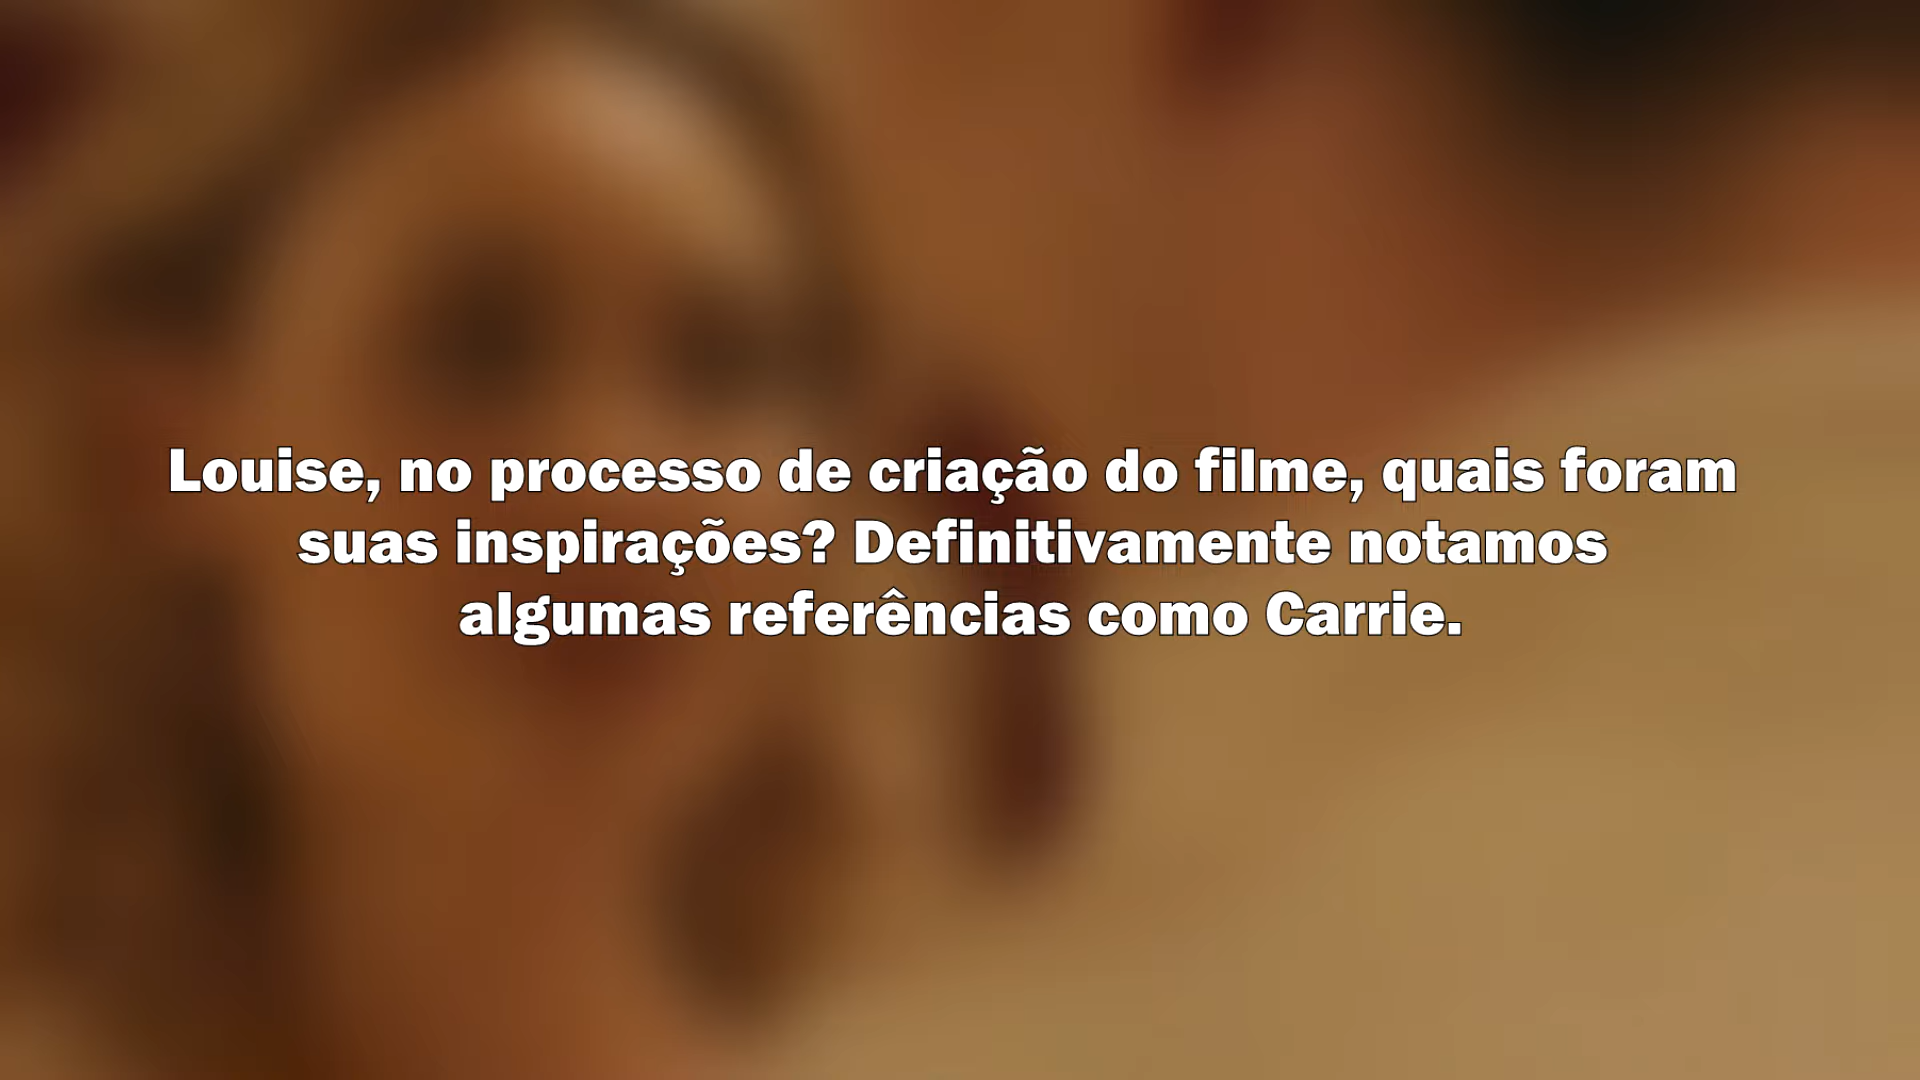 Louise, no processo de criação do filme, quais foram
suas inspirações? Definitivamente notamos
algumas referências como Carrie.